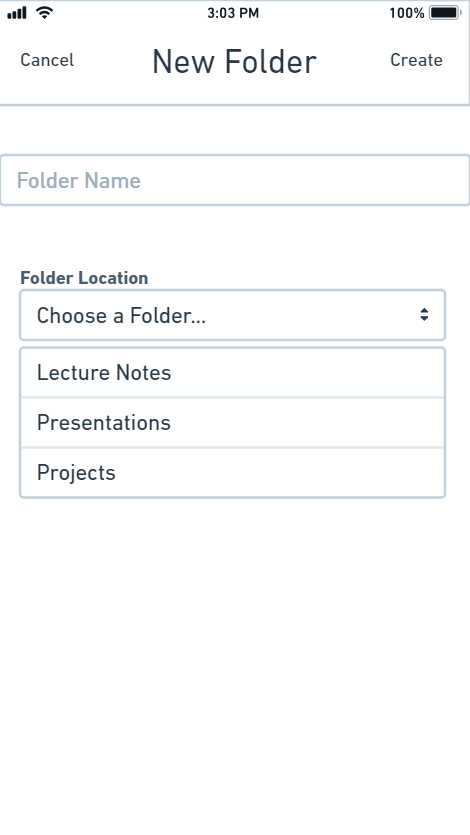 3:03 PM 100%
Cancel New Folder Create
Folder Name
Folder Location
Choose a Folder...
Lecture Notes
Presentations
Projects